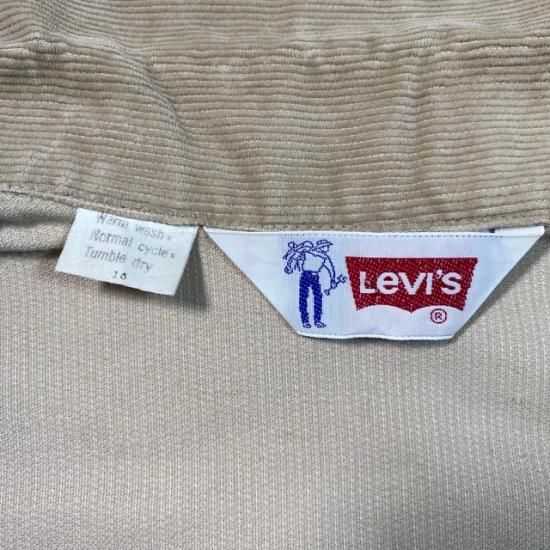 Warm wash.
Normal cycle.
Tumble dry
16
LEVI'S
®